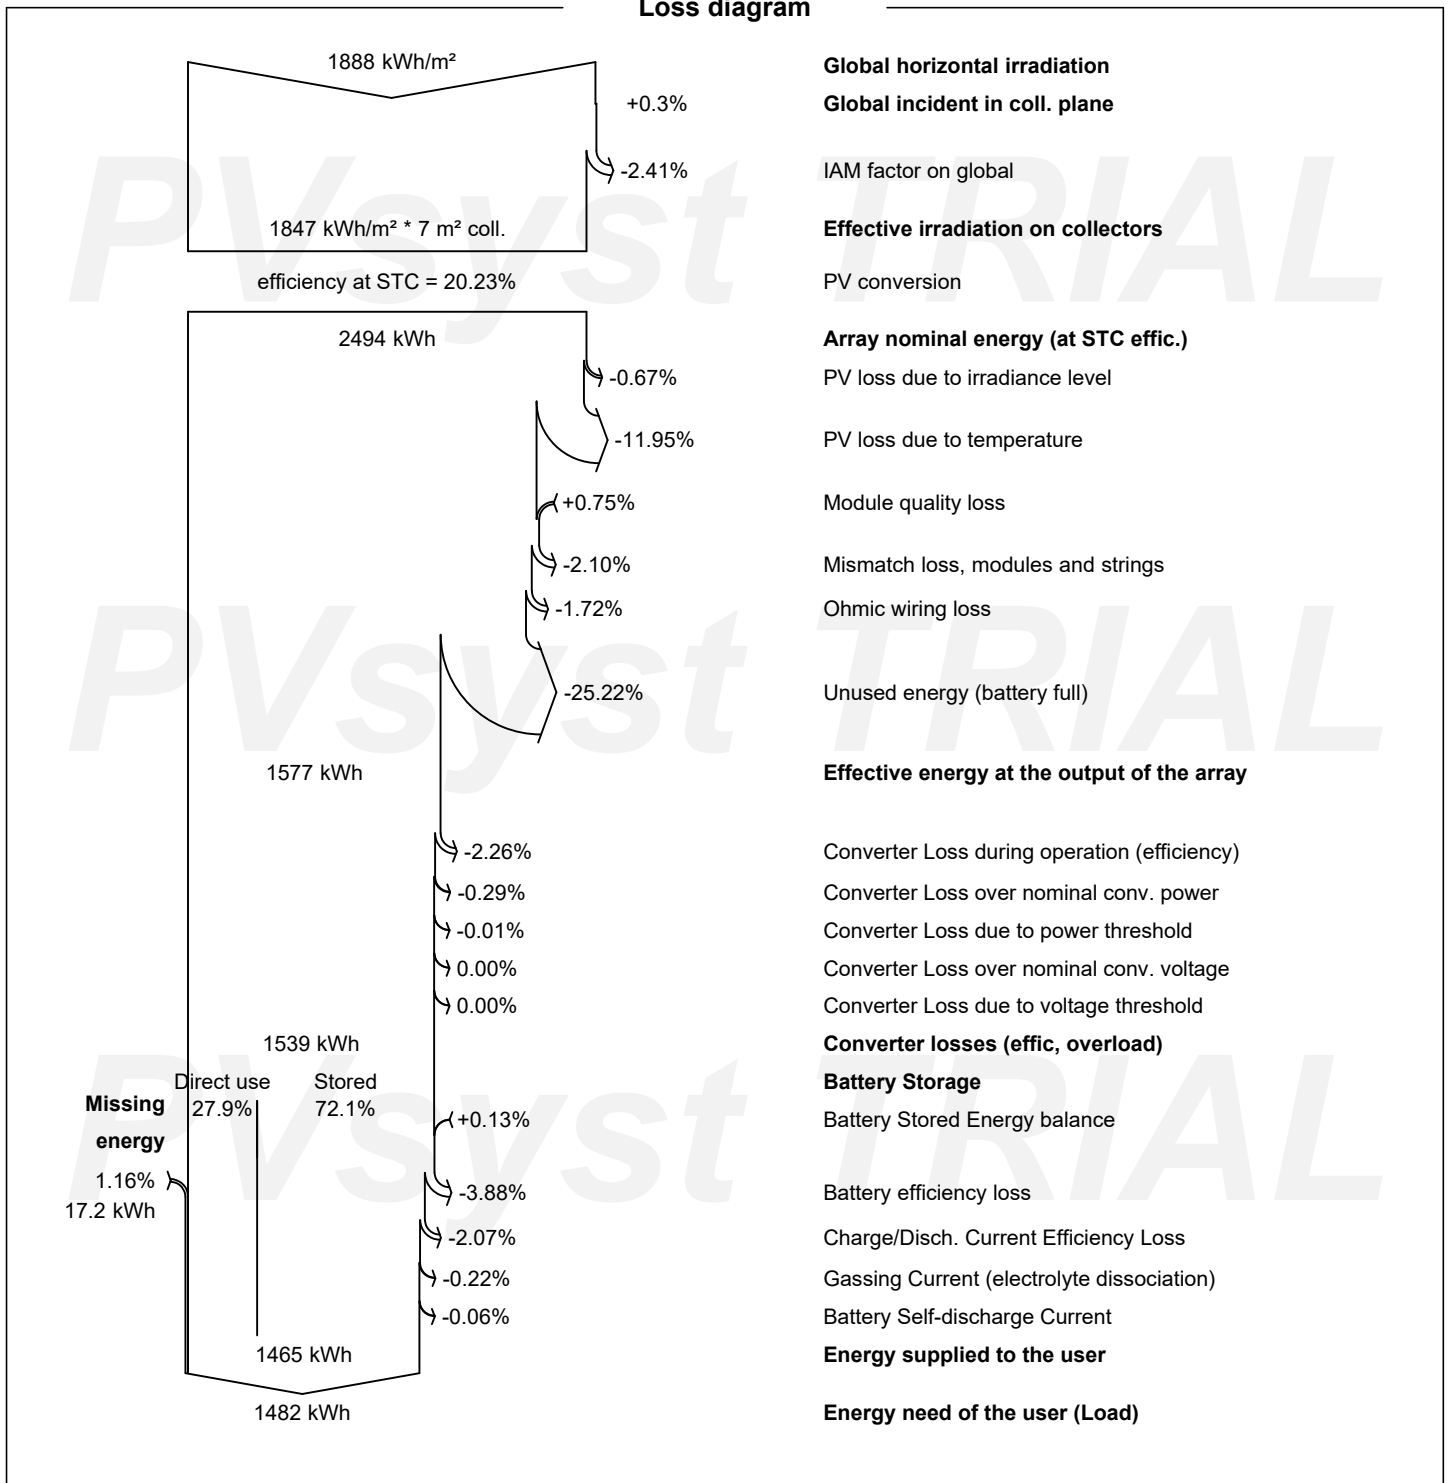 Loss diagram
1888 kWh/m² Global horizontal irradiation
+0.3% Global incident in coll. plane
-2.41% IAM factor on global
1847 kWh/m² * 7 m² coll. Effective irradiation on collectors
efficiency at STC = 20.23% PV conversion
2494 kWh Array nominal energy (at STC effic.)
-0.67% PV loss due to irradiance level
-11.95% PV loss due to temperature
+0.75% Module quality loss
-2.10% Mismatch loss, modules and strings
-1.72% Ohmic wiring loss
-25.22% Unused energy (battery full)
1577 kWh Effective energy at the output of the array
-2.26% Converter Loss during operation (efficiency)
-0.29% Converter Loss over nominal conv. power
-0.01% Converter Loss due to power threshold
0.00% Converter Loss over nominal conv. voltage
0.00% Converter Loss due to voltage threshold
1539 kWh Converter losses (effic, overload)
Direct use Stored Battery Storage
Missing 27.9% 72.1%
+0.13% Battery Stored Energy balance
energy
1.16%
-3.88% Battery efficiency loss
17.2 kWh
-2.07% Charge/Disch. Current Efficiency Loss
-0.22% Gassing Current (electrolyte dissociation)
-0.06% Battery Self-discharge Current
1465 kWh Energy supplied to the user
1482 kWh Energy need of the user (Load)
PVsyst TRIAL
PVsyst TRIAL
PVsyst TRIAL